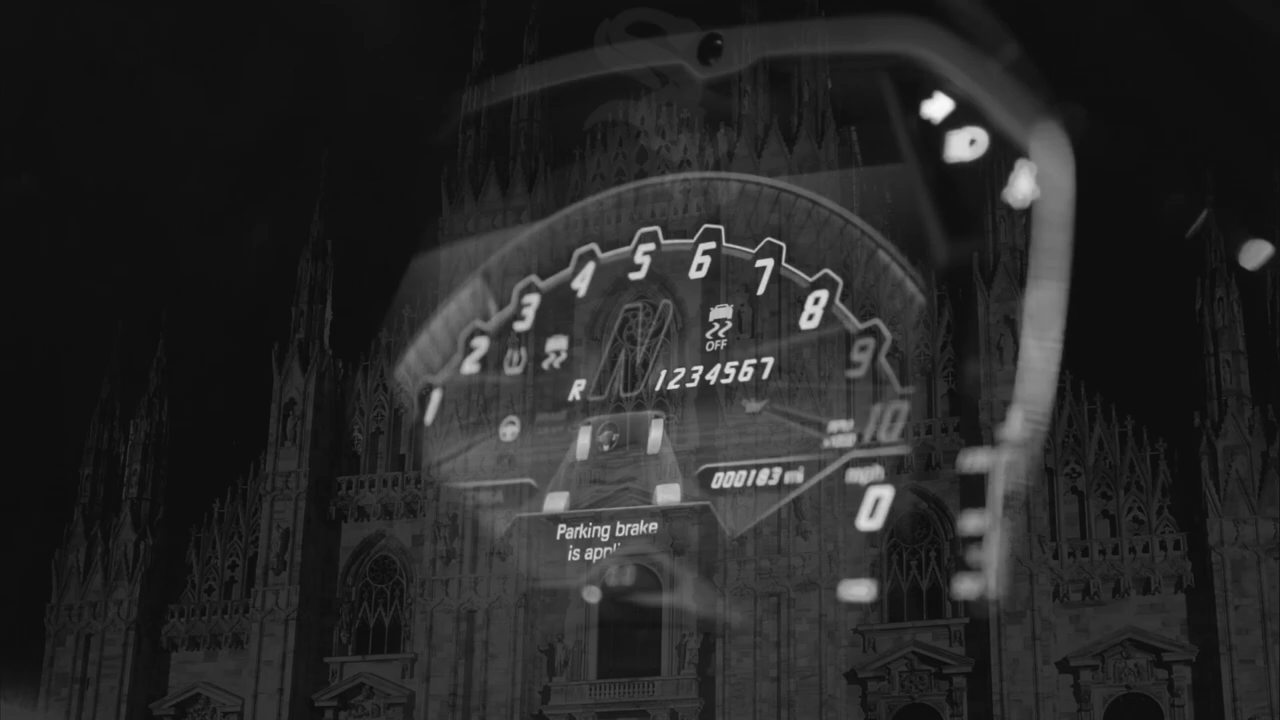 1 2 3 4 5 6 7 8 9 10
OFF
R N 1234567
000183 mi
mph
0
Parking brake
is appli